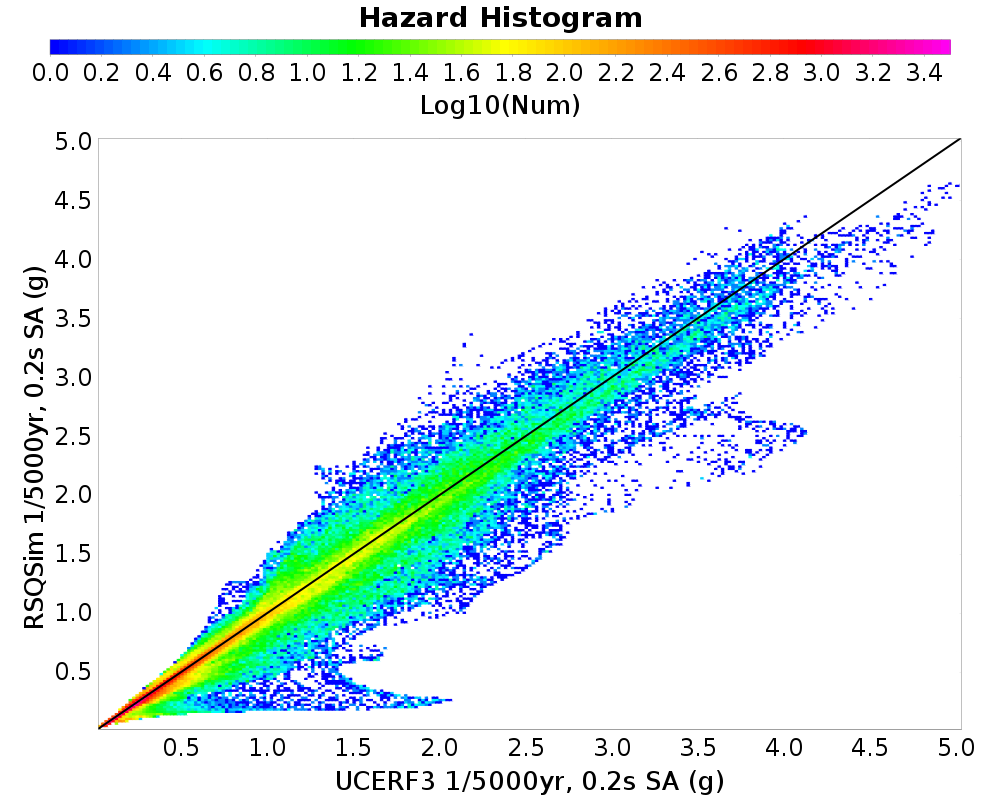 Hazard Histogram
0.0 0.2 0.4 0.6 0.8 1.0 1.2 1.4 1.6 1.8 2.0 2.2 2.4 2.6 2.8 3.0 3.2 3.4
Log10(Num)
5.0
4.5
4.0
3.5
3.0
2.5
2.0
1.5
1.0
0.5
RSQSim 1/5000yr, 0.2s SA (g)
0.5 1.0 1.5 2.0 2.5 3.0 3.5 4.0 4.5 5.0
UCERF3 1/5000yr, 0.2s SA (g)